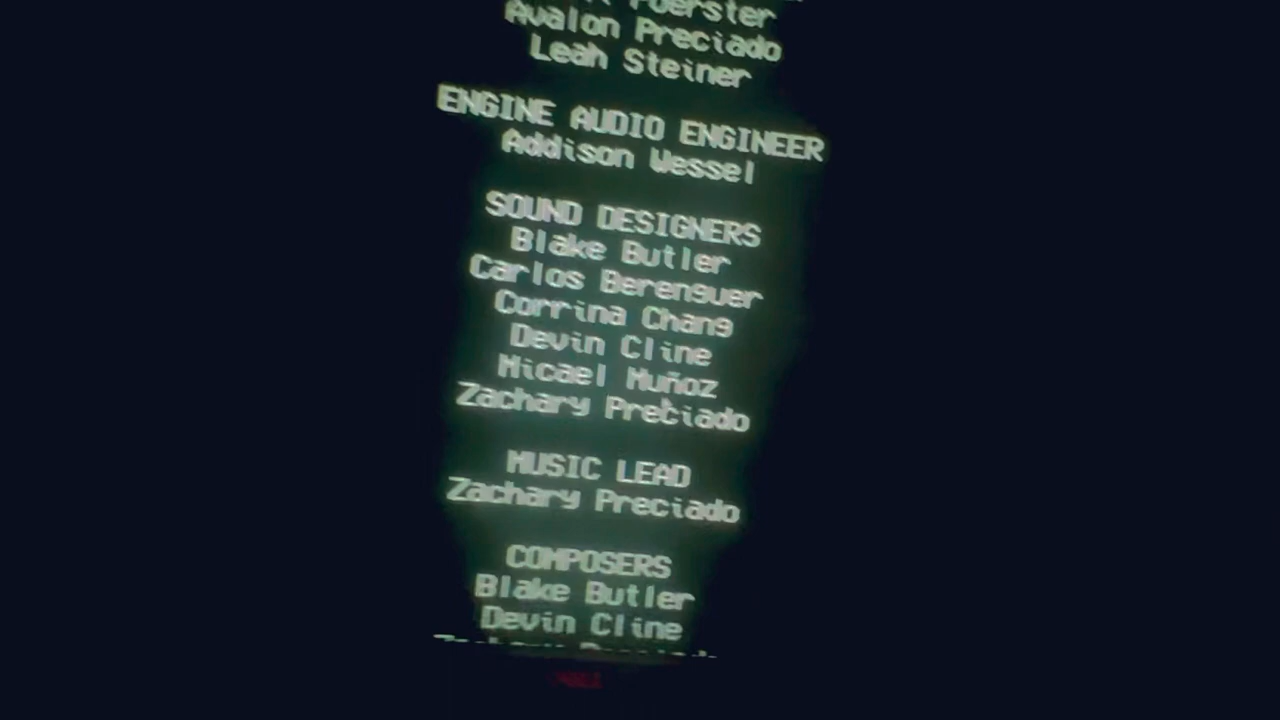 Foerster
Avalon Preciado
Leah Steiner
ENGINE AUDIO ENGINEER
Addison Wessel
SOUND DESIGNERS
Blake Butler
Carlos Berenguer
Corrina Chang
Devin Cline
Micael Muñoz
Zachary Preciado
MUSIC LEAD
Zachary Preciado
COMPOSERS
Blake Butler
Devin Cline